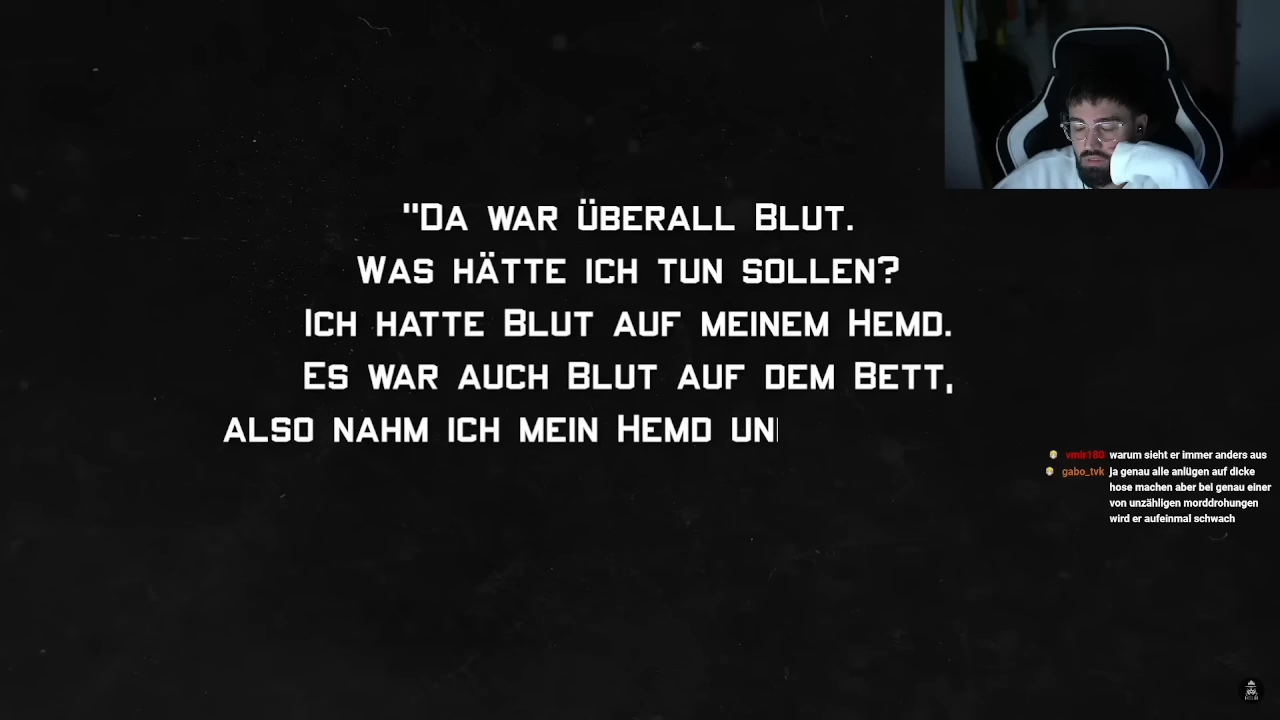 "Da war überall Blut.
Was hätte ich tun sollen?
Ich hatte Blut auf meinem Hemd.
Es war auch Blut auf dem Bett,
also nahm ich mein Hemd un
vmlr180 warum sieht er immer anders aus
gabo_tvk ja genau alle anlügen auf dicke
hose machen aber bei genau einer
von unzähligen morddrohungen
wird er aufeinmal schwach